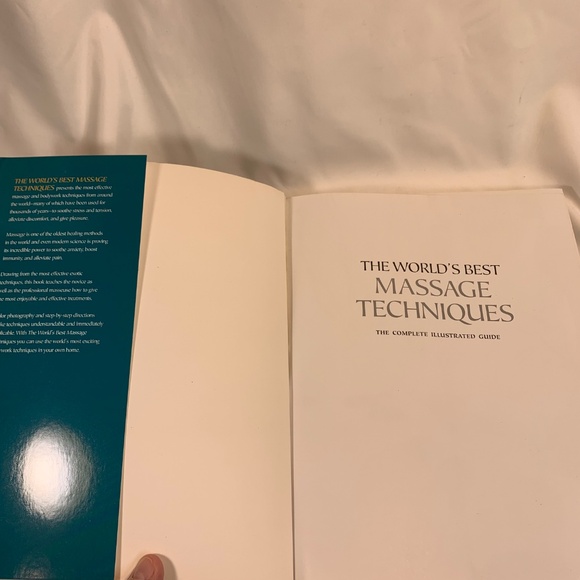 THE WORLD'S BEST MASSAGE
TECHNIQUES presents the most effective
massage and bodywork techniques from around
the world—many of which have been used for
thousands of years—to soothe stress and tension,
alleviate discomfort, and give pleasure.
Massage is one of the oldest healing methods
in the world and even modern science is proving
its incredible power to soothe anxiety, boost
immunity, and alleviate pain.
Drawing from the most effective exotic
techniques, this book teaches the novice as
well as the professional masseuse how to give
he most enjoyable and effective treatments.
lor photography and step-by-step directions
ke techniques understandable and immediately
licable. With The World's Best Massage
niques you can use the world's most exciting
work techniques in your own home.
THE WORLD'S BEST
MASSAGE
TECHNIQUES
THE COMPLETE ILLUSTRATED GUIDE